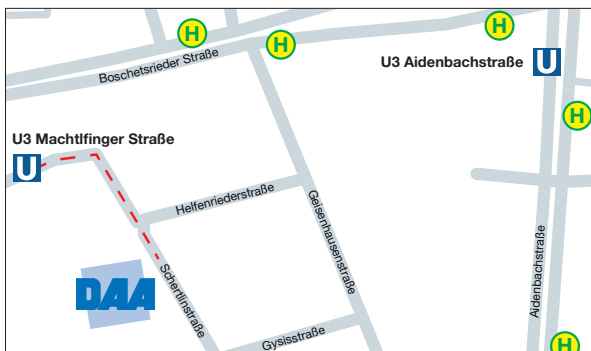 H
H
H
Boschetsrieder Straße
U3 Aidenbachstraße
U
H
U3 Machtlfinger Straße
U
Helfenriederstraße
Geisenhausenstraße
Schertlinstraße
DAA
Aidenbachstraße
Gysisstraße
H